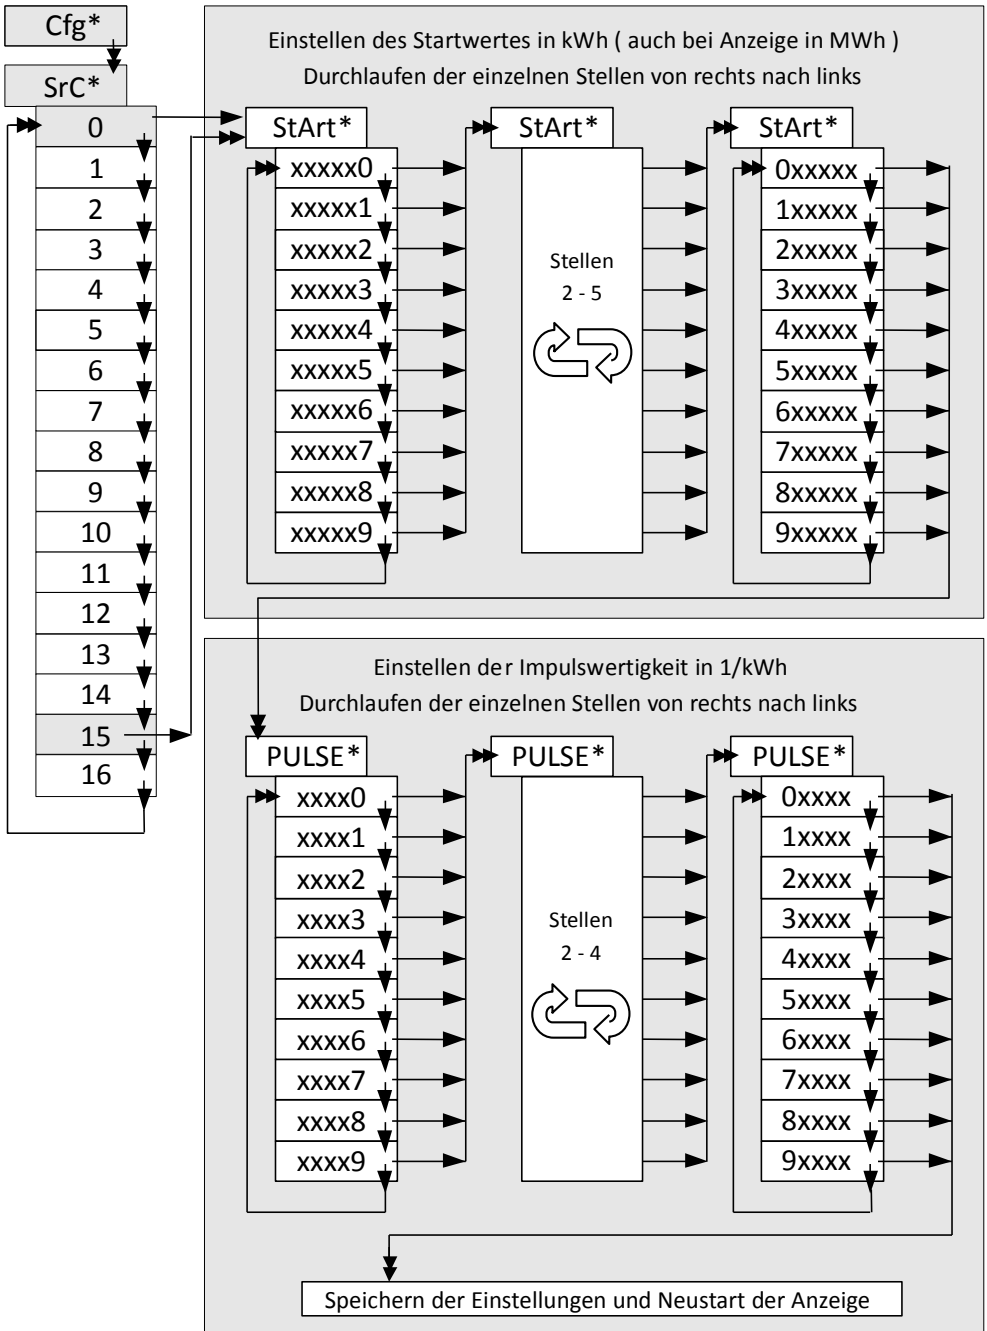 Cfg*
SrC*
0
1
2
3
4
5
6
7
8
9
10
11
12
13
14
15
16
Einstellen des Startwertes in kWh ( auch bei Anzeige in MWh )
Durchlaufen der einzelnen Stellen von rechts nach links
StArt*
xxxxx0
xxxxx1
xxxxx2
xxxxx3
xxxxx4
xxxxx5
xxxxx6
xxxxx7
xxxxx8
xxxxx9
StArt*
Stellen
2 - 5
StArt*
0xxxxx
1xxxxx
2xxxxx
3xxxxx
4xxxxx
5xxxxx
6xxxxx
7xxxxx
8xxxxx
9xxxxx
Einstellen der Impulswertigkeit in 1/kWh
Durchlaufen der einzelnen Stellen von rechts nach links
PULSE*
xxxx0
xxxx1
xxxx2
xxxx3
xxxx4
xxxx5
xxxx6
xxxx7
xxxx8
xxxx9
PULSE*
Stellen
2 - 4
PULSE*
0xxxx
1xxxx
2xxxx
3xxxx
4xxxx
5xxxx
6xxxx
7xxxx
8xxxx
9xxxx
Speichern der Einstellungen und Neustart der Anzeige